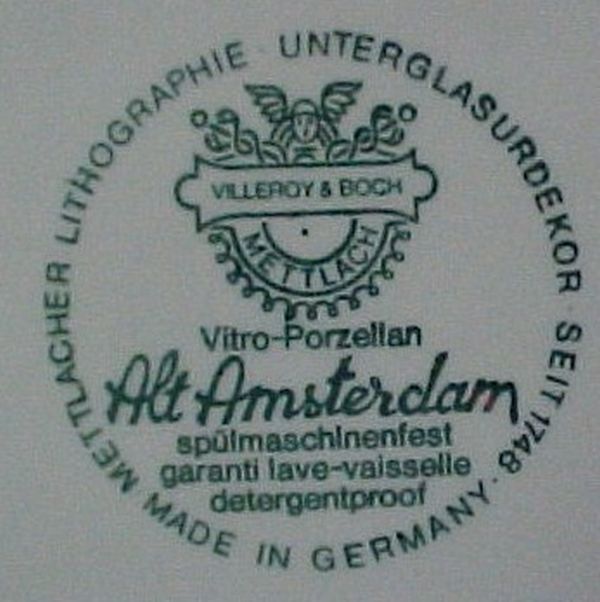 METTLACHER LITHOGRAPHIE · UNTERGLASURDEKOR SEIT 1748 · MADE IN GERMANY
VILLEROY & BOCH
METTLACH
Vitro-Porzellan
Alt Amsterdam
spülmaschinenfest
garanti lave-vaisselle
detergentproof